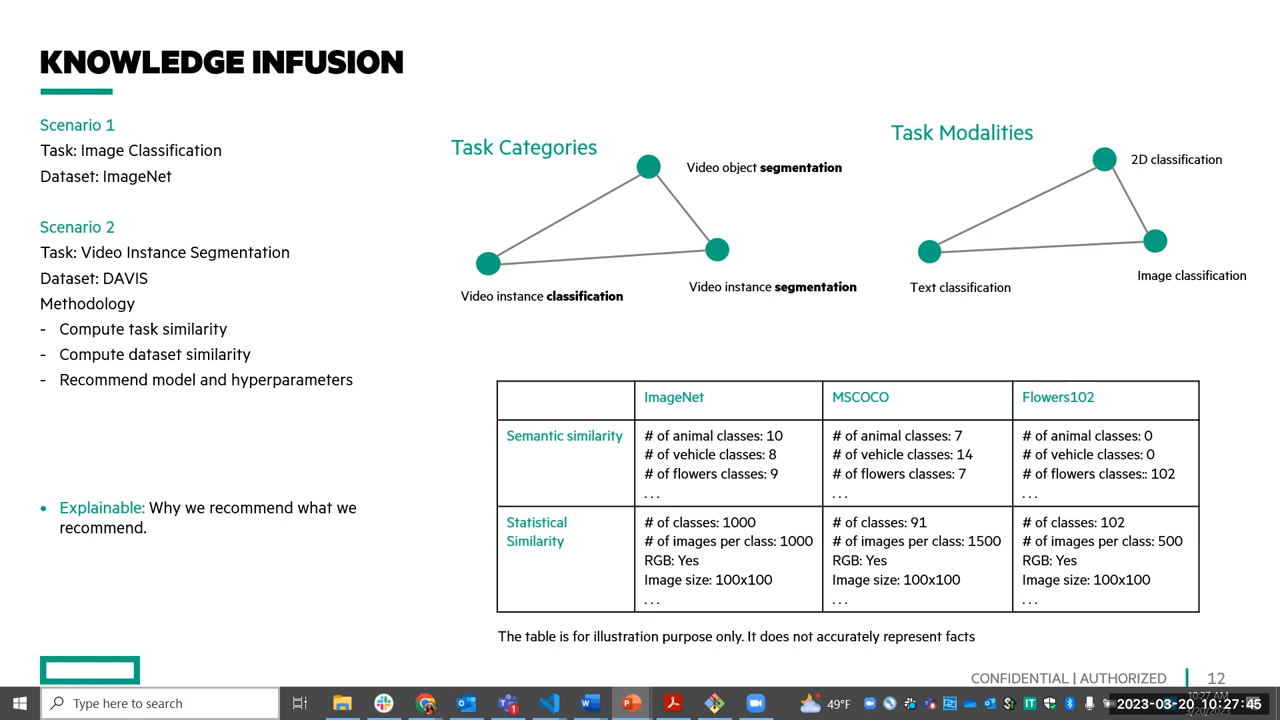 KNOWLEDGE INFUSION
Scenario 1
Task: Image Classification
Dataset: ImageNet
Scenario 2
Task: Video Instance Segmentation
Dataset: DAVIS
Methodology
- Compute task similarity
- Compute dataset similarity
- Recommend model and hyperparameters
• Explainable: Why we recommend what we
recommend.
Task Categories
Video object segmentation
Video instance classification
Video instance segmentation
Task Modalities
2D classification
Text classification
Image classification
ImageNet MSCOCO Flowers102
Semantic similarity
# of animal classes: 10
# of vehicle classes: 8
# of flowers classes: 9
...
# of animal classes: 7
# of vehicle classes: 14
# of flowers classes: 7
...
# of animal classes: 0
# of vehicle classes: 0
# of flowers classes:: 102
...
Statistical
Similarity
# of classes: 1000
# of images per class: 1000
RGB: Yes
Image size: 100x100
...
# of classes: 91
# of images per class: 1500
RGB: Yes
Image size: 100x100
...
# of classes: 102
# of images per class: 500
RGB: Yes
Image size: 100x100
...
The table is for illustration purpose only. It does not accurately represent facts
CONFIDENTIAL | AUTHORIZED 12
Type here to search
49°F
10:27 AM
2023-03-20 10:27:45